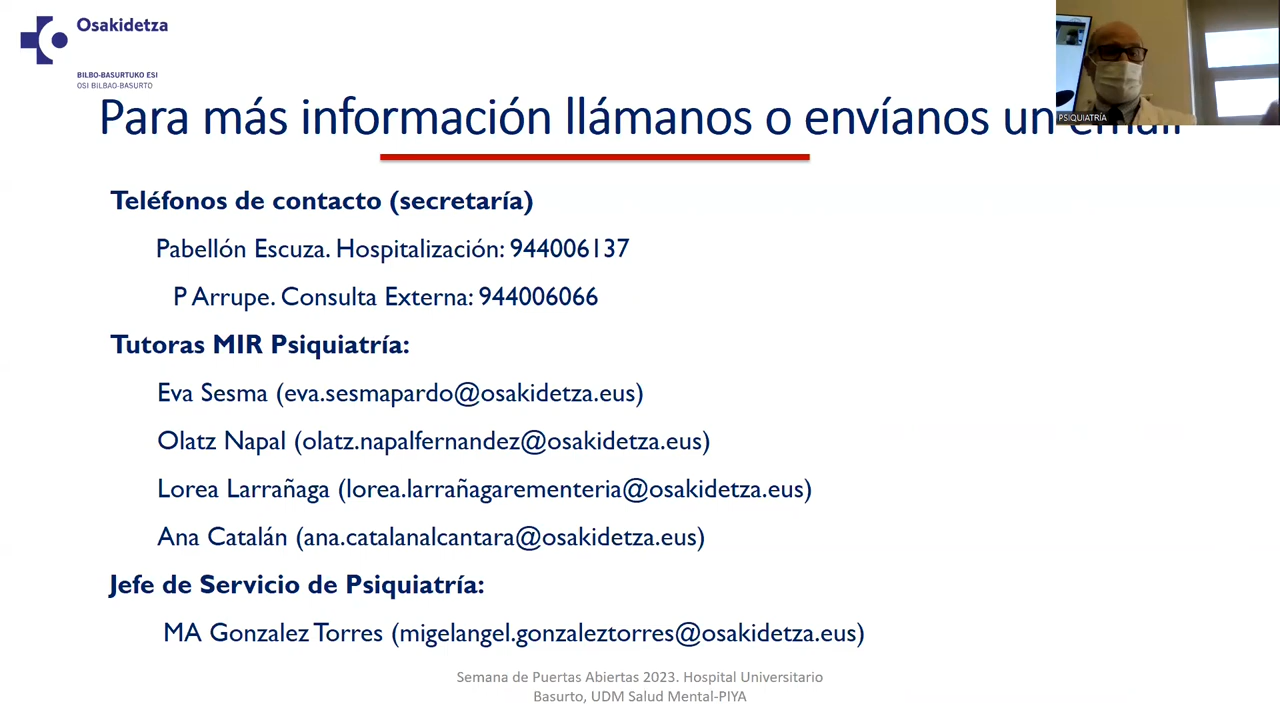 Osakidetza
BILBO-BASURTUKO ESI
OSI BILBAO-BASURTO
Para más información llámanos o envíanos un email
PSIQUIATRÍA
Teléfonos de contacto (secretaría)
Pabellón Escuza. Hospitalización: 944006137
P Arrupe. Consulta Externa: 944006066
Tutoras MIR Psiquiatría:
Eva Sesma (eva.sesmapardo@osakidetza.eus)
Olatz Napal (olatz.napalfernandez@osakidetza.eus)
Lorea Larrañaga (lorea.larrañagarementeria@osakidetza.eus)
Ana Catalán (ana.catalanalcantara@osakidetza.eus)
Jefe de Servicio de Psiquiatría:
MA Gonzalez Torres (migelangel.gonzaleztorres@osakidetza.eus)
Semana de Puertas Abiertas 2023. Hospital Universitario
Basurto, UDM Salud Mental-PIYA